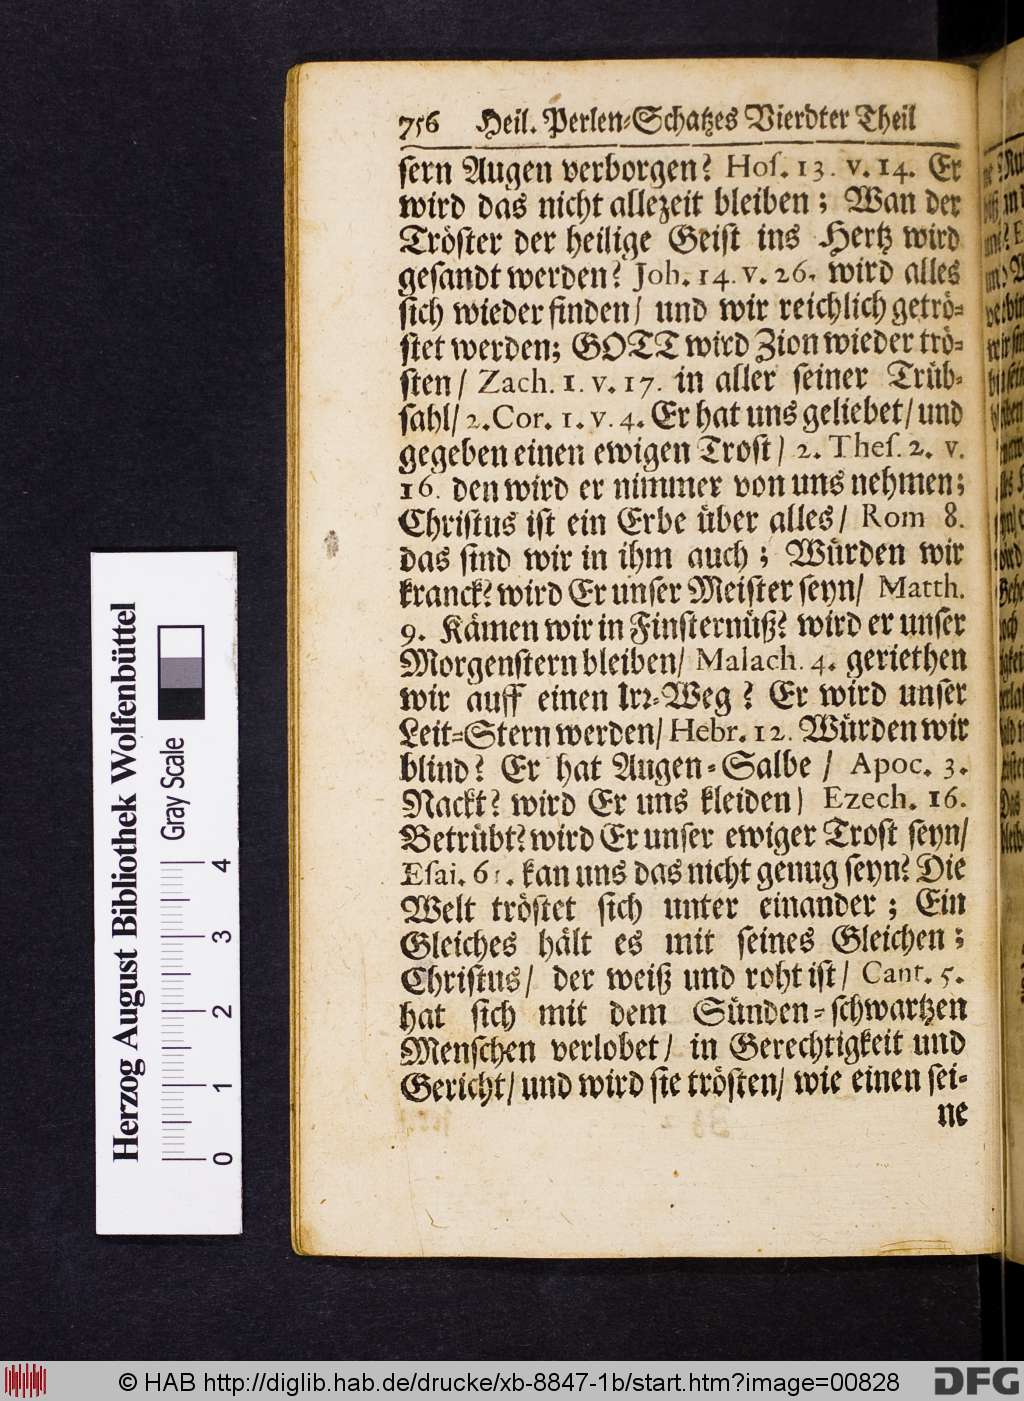 756 Heil. Perlen-Schatzes Vierdter Theil
sern Augen verborgen? Hos. 13. v. 14. Er
wird das nicht allezeit bleiben; Wan der
Tröster der heilige Geist ins Hertz wird
gesandt werden? Joh. 14. v. 26. wird alles
sich wieder finden/ und wir reichlich getrö-
stet werden; GOTT wird Zion wieder trö-
sten/ Zach. 1. v. 17. in aller seiner Trüb-
sahl/ 2. Cor. 1. v. 4. Er hat uns geliebet/ und
gegeben einen ewigen Trost/ 2. Thes. 2. v.
16. den wird er nimmer von uns nehmen;
Christus ist ein Erbe über alles/ Rom 8.
das sind wir in ihm auch; Würden wir
kranck? wird Er unser Meister seyn/ Matth.
9. Kämen wir in Finsternüß? wird er unser
Morgenstern bleiben/ Malach. 4. geriethen
wir auff einen Irr-Weg? Er wird unser
Leit-Stern werden/ Hebr. 12. Würden wir
blind? Er hat Augen-Salbe / Apoc. 3.
Nackt? wird Er uns kleiden/ Ezech. 16.
Betrübt? wird Er unser ewiger Trost seyn/
Esai. 61. kan uns das nicht genug seyn? Die
Welt tröstet sich unter einander; Ein
Gleiches hält es mit seines Gleichen;
Christus/ der weiß und roht ist/ Cant. 5.
hat sich mit dem Sünden-schwartzen
Menschen verlobet/ in Gerechtigkeit und
Gericht/ und wird sie trösten/ wie einen sei-
ne
Herzog August Bibliothek Wolfenbüttel
Gray Scale
0 1 2 3 4
© HAB http://diglib.hab.de/drucke/xb-8847-1b/start.htm?image=00828
DFG